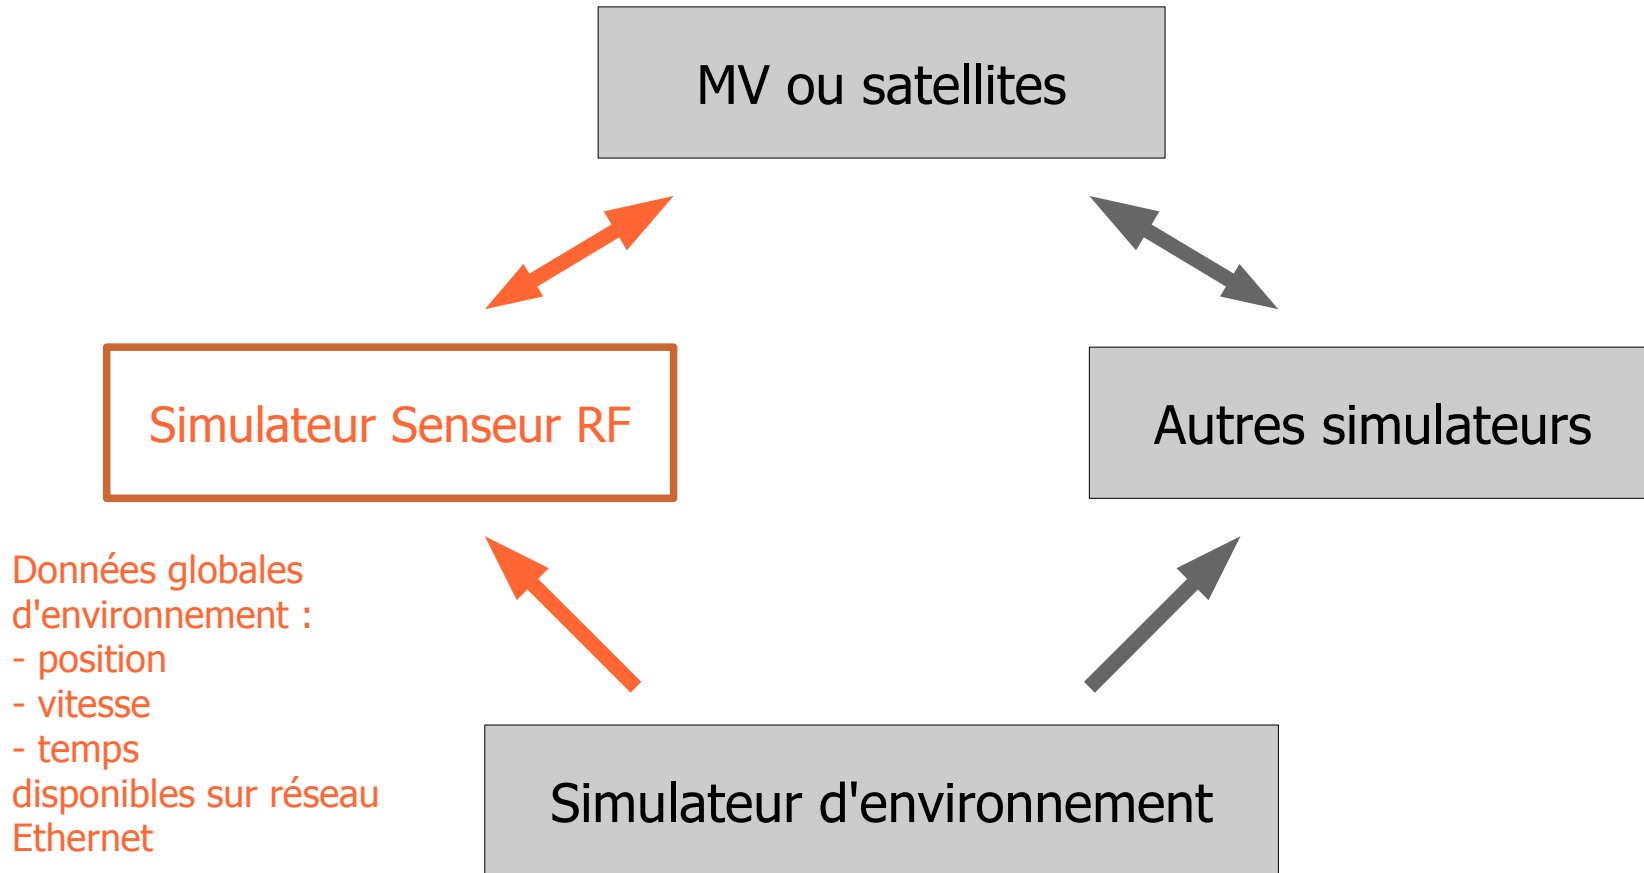 MV ou satellites
Simulateur Senseur RF
Autres simulateurs
Données globales
d'environnement :
- position
- vitesse
- temps
disponibles sur réseau
Ethernet
Simulateur d'environnement